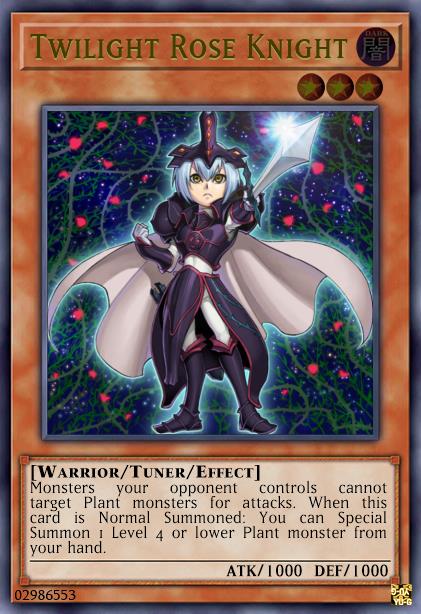 Twilight Rose Knight
DARK
闇
[Warrior/Tuner/Effect]
Monsters your opponent controls cannot
target Plant monsters for attacks. When this
card is Normal Summoned: You can Special
Summon 1 Level 4 or lower Plant monster from
your hand.
ATK/1000 DEF/1000
02986553